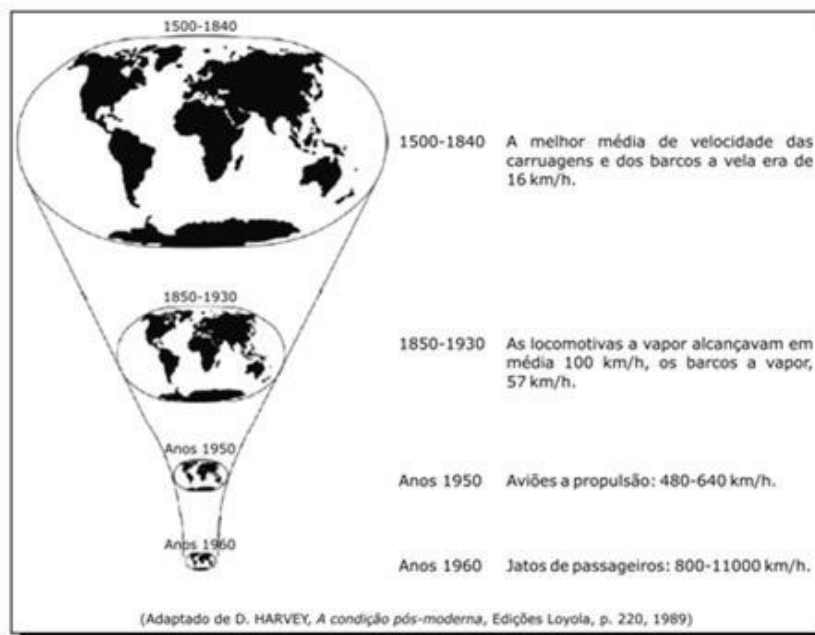 1500-1840
1500-1840 A melhor média de velocidade das
carruagens e dos barcos a vela era de
16 km/h.
1850-1930
1850-1930 As locomotivas a vapor alcançavam em
média 100 km/h, os barcos a vapor,
57 km/h.
Anos 1950
Anos 1950 Aviões a propulsão: 480-640 km/h.
Anos 1960
Anos 1960 Jatos de passageiros: 800-11000 km/h.
(Adaptado de D. HARVEY, A condição pós-moderna, Edições Loyola, p. 220, 1989)